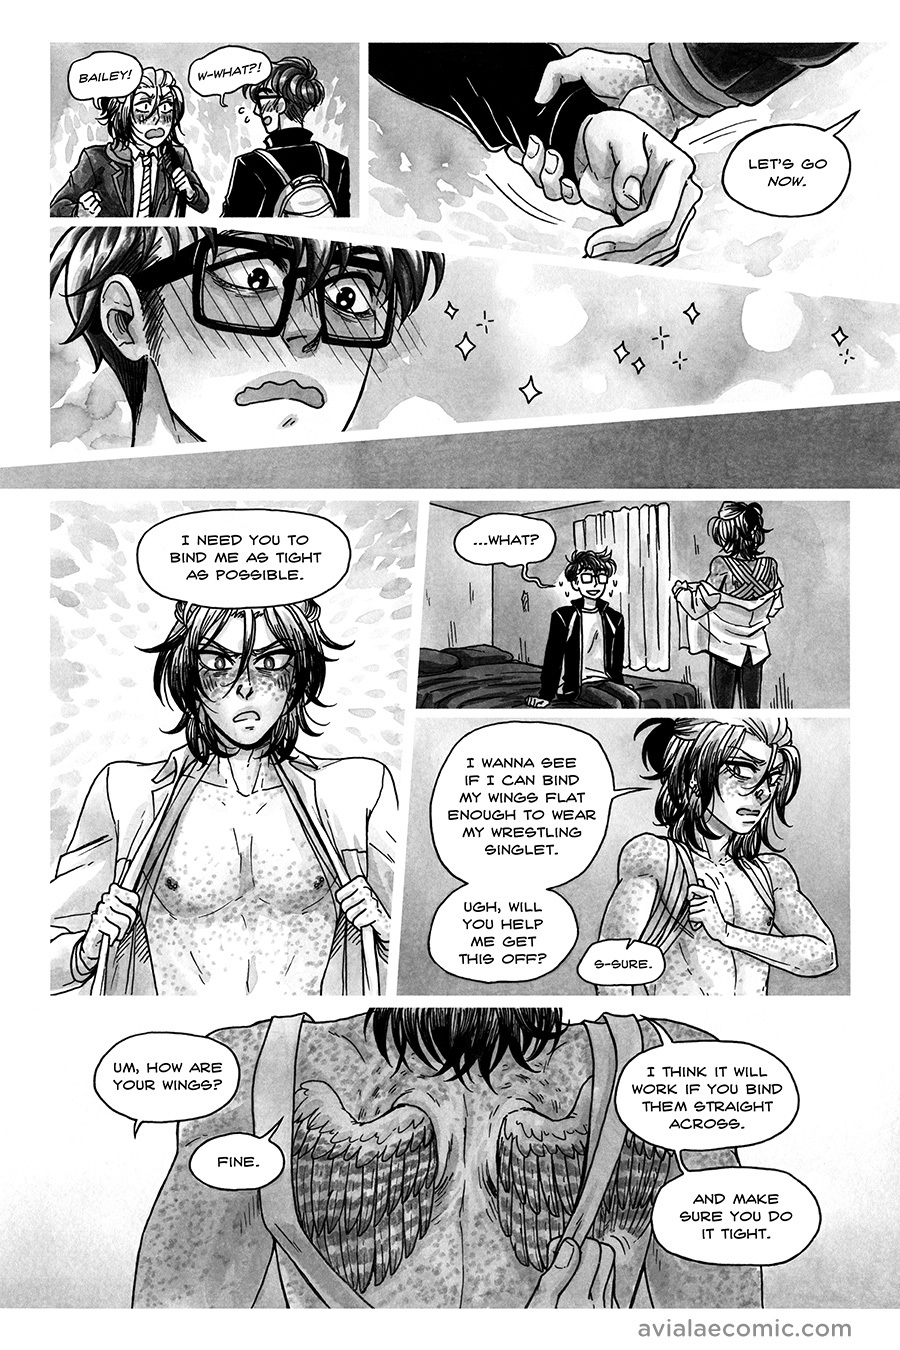 BAILEY!
W-WHAT?!
LET'S GO
NOW.
I NEED YOU TO
BIND ME AS TIGHT
AS POSSIBLE.
...WHAT?
I WANNA SEE
IF I CAN BIND
MY WINGS FLAT
ENOUGH TO WEAR
MY WRESTLING
SINGLET.
UGH, WILL
YOU HELP
ME GET
THIS OFF?
S-SURE.
UM, HOW ARE
YOUR WINGS?
FINE.
I THINK IT WILL
WORK IF YOU BIND
THEM STRAIGHT
ACROSS.
AND MAKE
SURE YOU DO
IT TIGHT.
avialaecomic.com